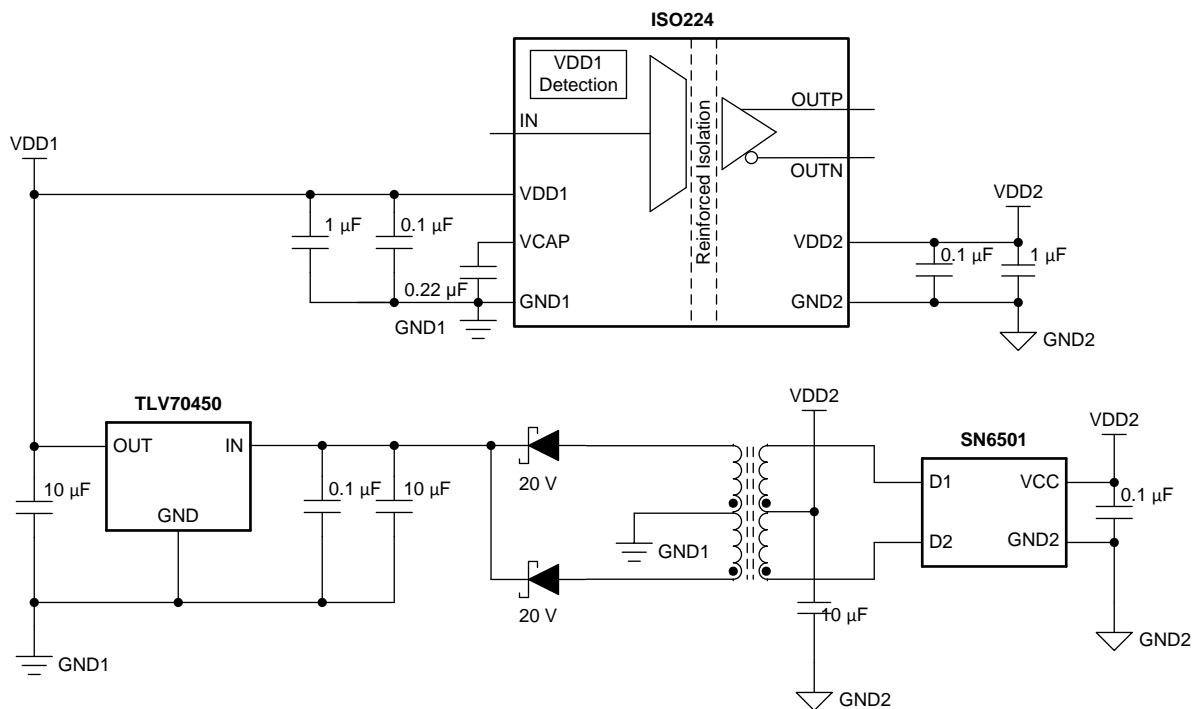 ISO224
VDD1
Detection
IN
OUTP
OUTN
Reinforced Isolation
VDD1
VDD1
1 µF
0.1 µF
VCAP
0.22 µF
GND1
GND1
VDD2
VDD2
0.1 µF
1 µF
GND2
GND2
TLV70450
OUT
IN
GND
10 µF
0.1 µF
10 µF
GND1
20 V
20 V
GND1
VDD2
10 µF
GND2
SN6501
D1
VCC
D2
GND2
VDD2
0.1 µF
GND2